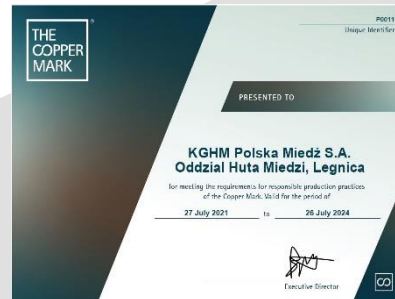 THE
COPPER
MARK
P0011
Unique Identifier
PRESENTED TO
KGHM Polska Miedź S.A.
Oddział Huta Miedzi, Legnica
for meeting the requirements for responsible production practices
of the Copper Mark. Valid for the period of
27 July 2021 to 26 July 2024
Executive Director